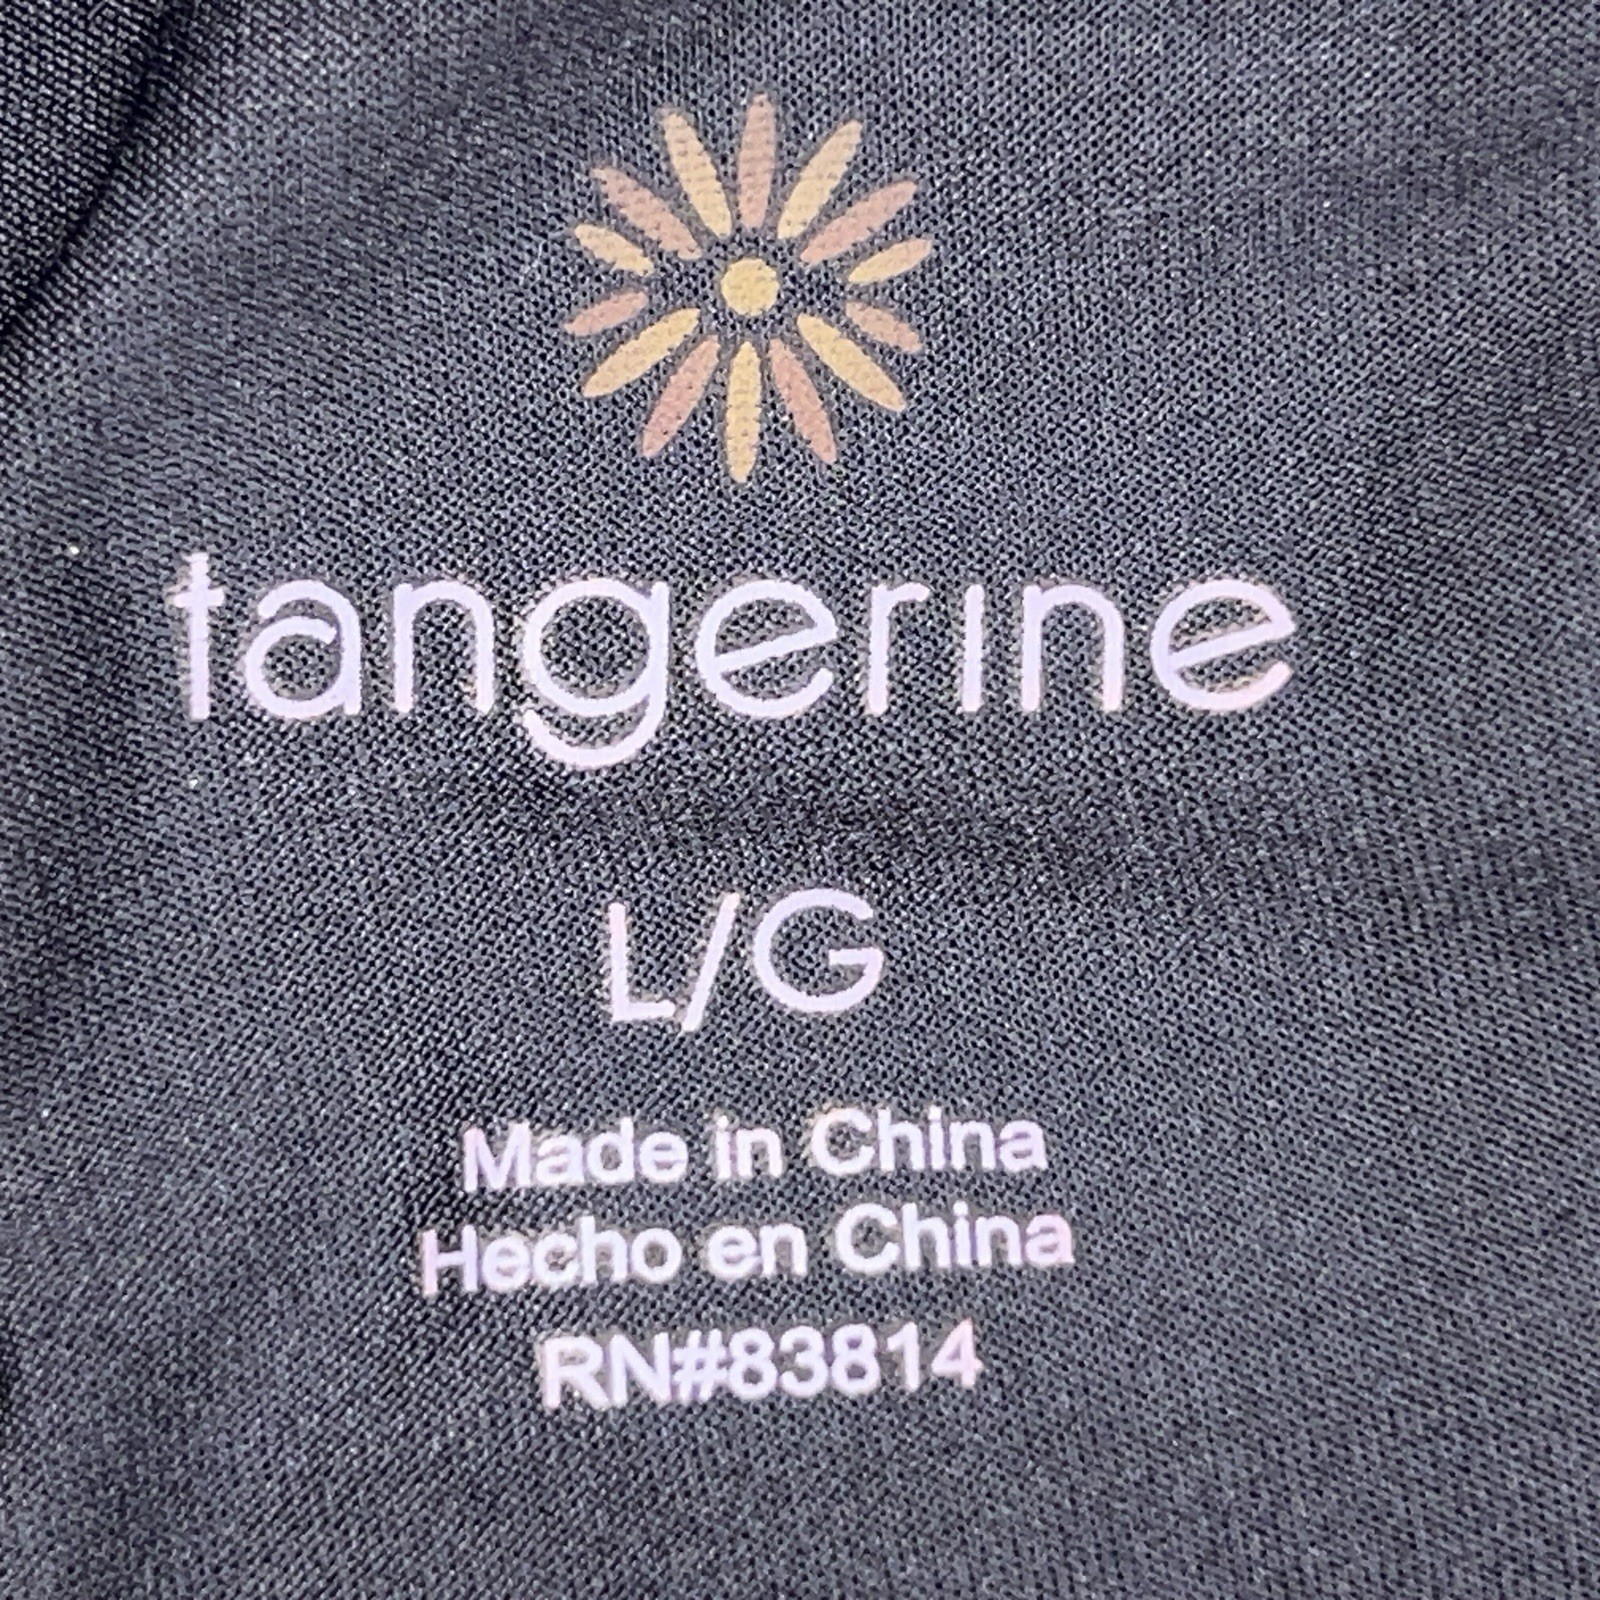 tangerine
L/G
Made in China
Hecho en China
RN#83814